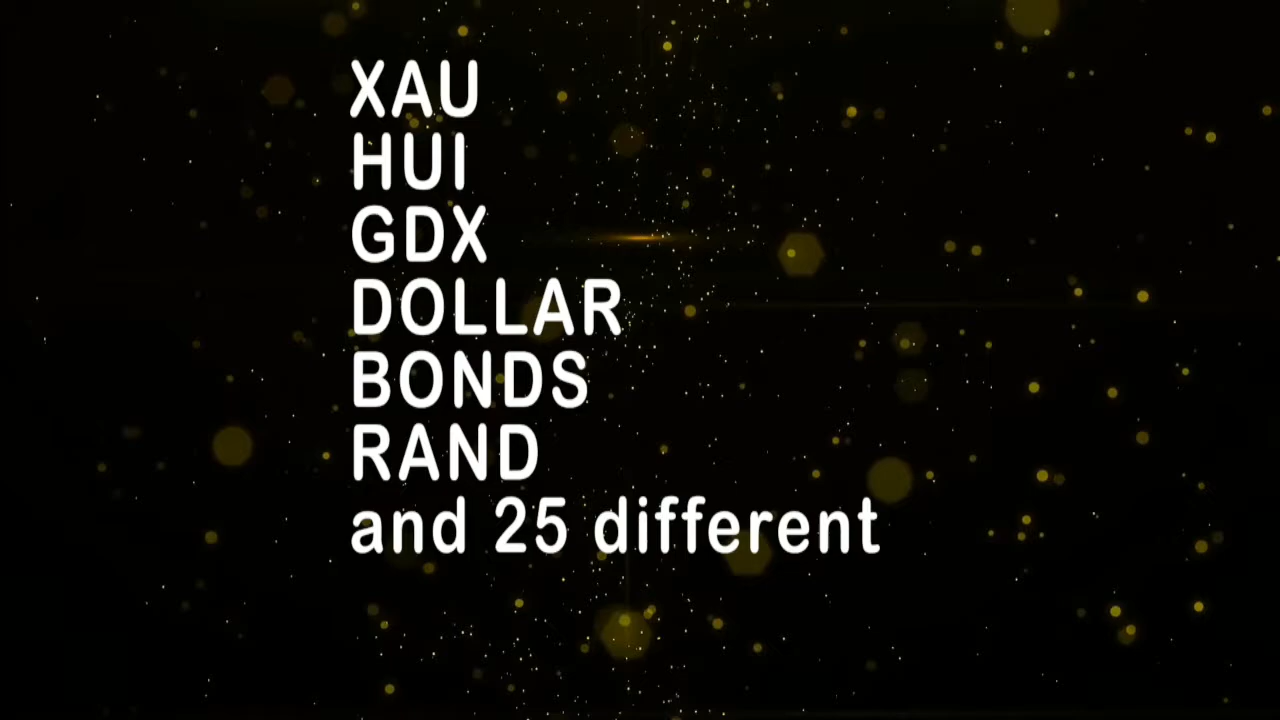 XAU
HUI
GDX
DOLLAR
BONDS
RAND
and 25 different